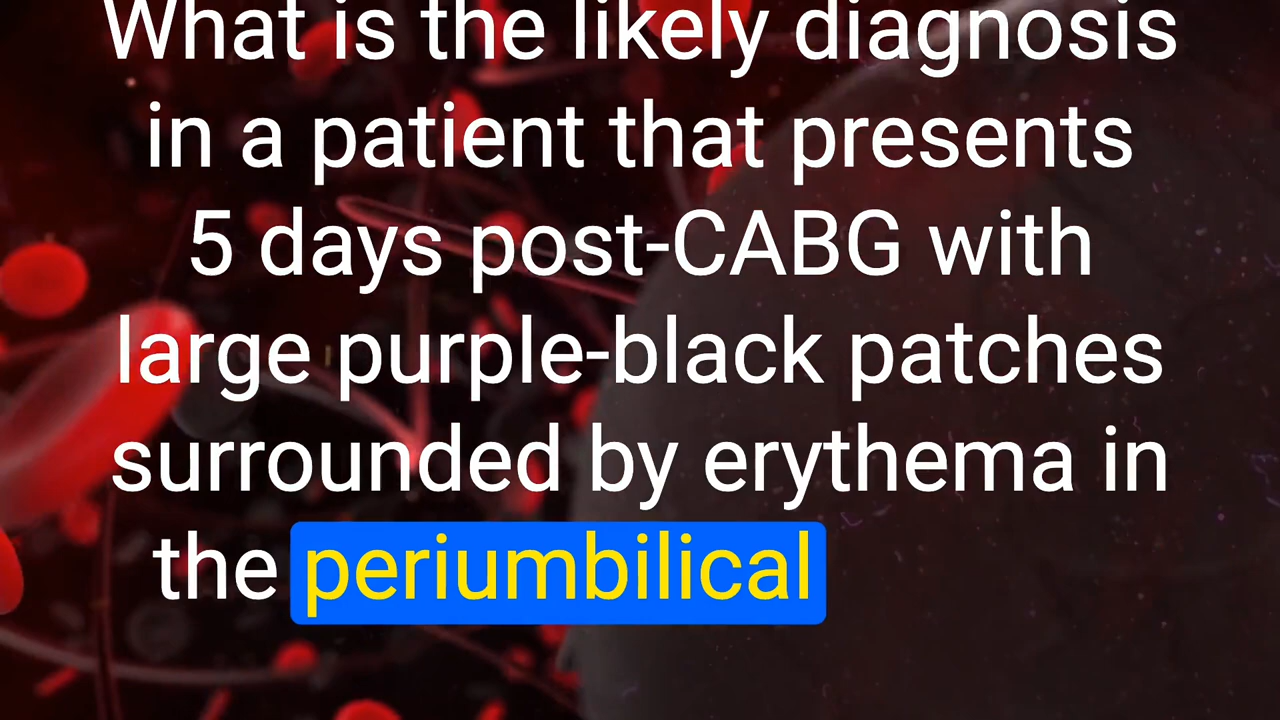 What is the likely diagnosis
in a patient that presents
5 days post-CABG with
large purple-black patches
surrounded by erythema in
the periumbilical